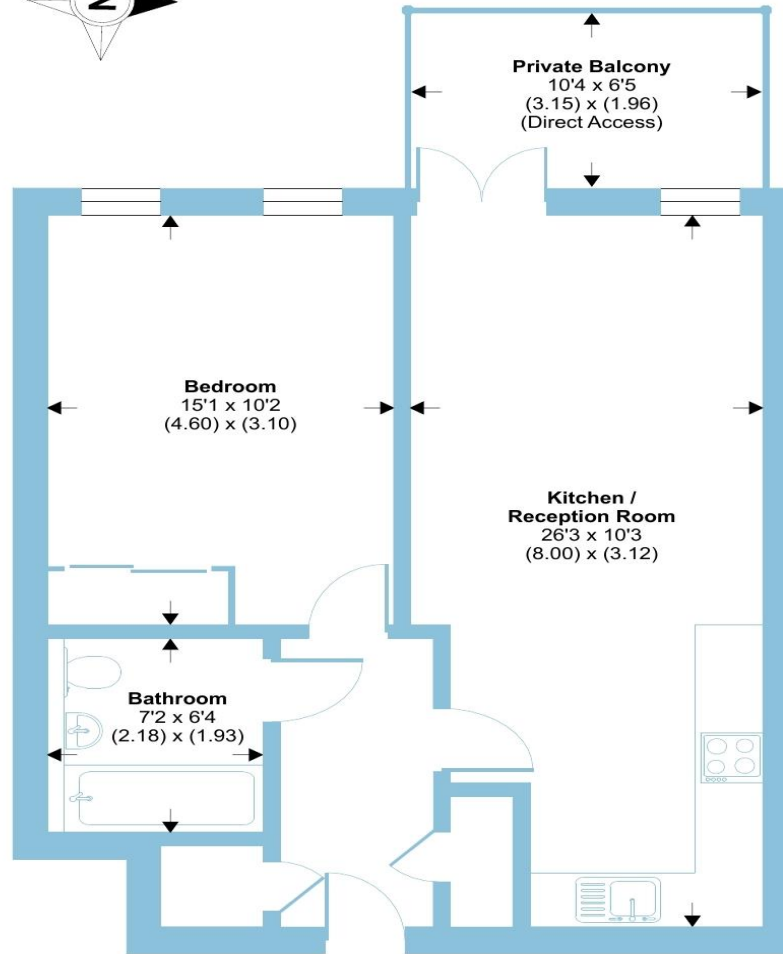 N
Private Balcony
10'4 x 6'5
(3.15) x (1.96)
(Direct Access)
Bedroom
15'1 x 10'2
(4.60) x (3.10)
Kitchen /
Reception Room
26'3 x 10'3
(8.00) x (3.12)
Bathroom
7'2 x 6'4
(2.18) x (1.93)